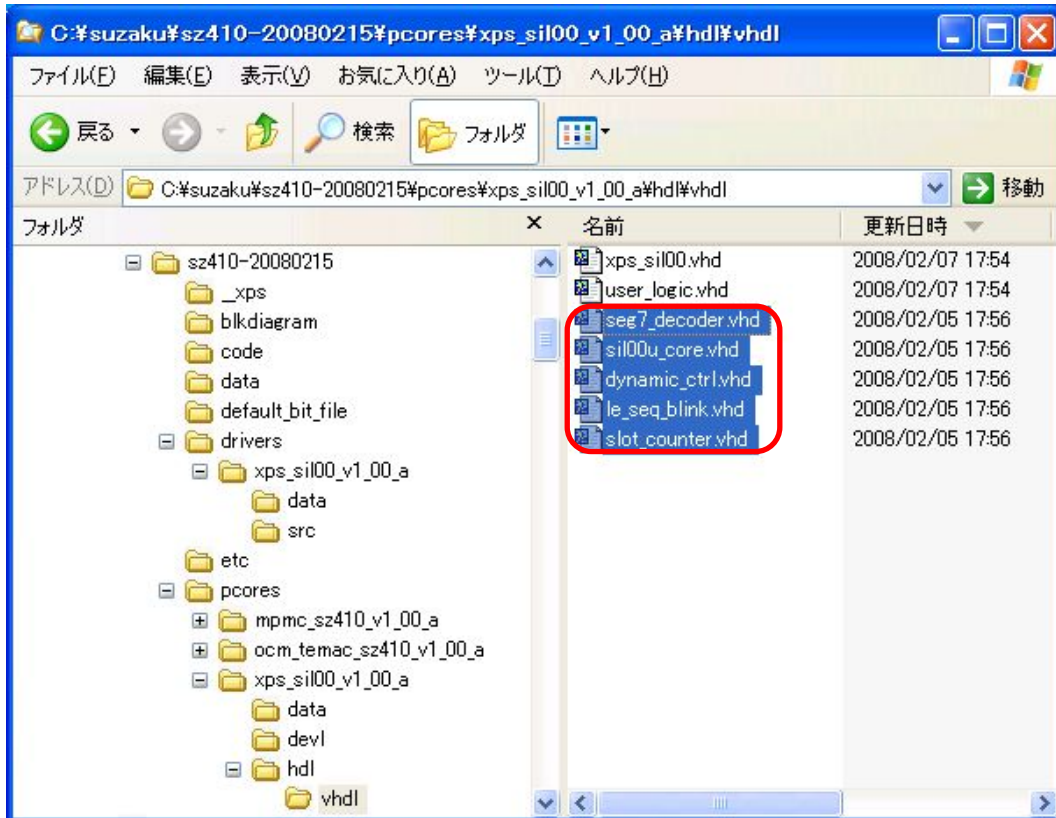 C:¥suzaku¥sz410-20080215¥pcores¥xps_sil00_v1_00_a¥hdl¥vhdl
ファイル(F) 編集(E) 表示(V) お気に入り(A) ツール(T) ヘルプ(H)
戻る 検索 フォルダ
アドレス(D) C:¥suzaku¥sz410-20080215¥pcores¥xps_sil00_v1_00_a¥hdl¥vhdl 移動
フォルダ × 名前 更新日時
sz410-20080215 xps_sil00.vhd 2008/02/07 17:54
_xps user_logic.vhd 2008/02/07 17:54
blkdiagram seg7_decoder.vhd 2008/02/05 17:56
code sil00u_core.vhd 2008/02/05 17:56
data dynamic_ctrl.vhd 2008/02/05 17:56
default_bit_file le_seq_blink.vhd 2008/02/05 17:56
drivers slot_counter.vhd 2008/02/05 17:56
xps_sil00_v1_00_a
data
src
etc
pcores
mpmc_sz410_v1_00_a
ocm_temac_sz410_v1_00_a
xps_sil00_v1_00_a
data
devl
hdl
vhdl